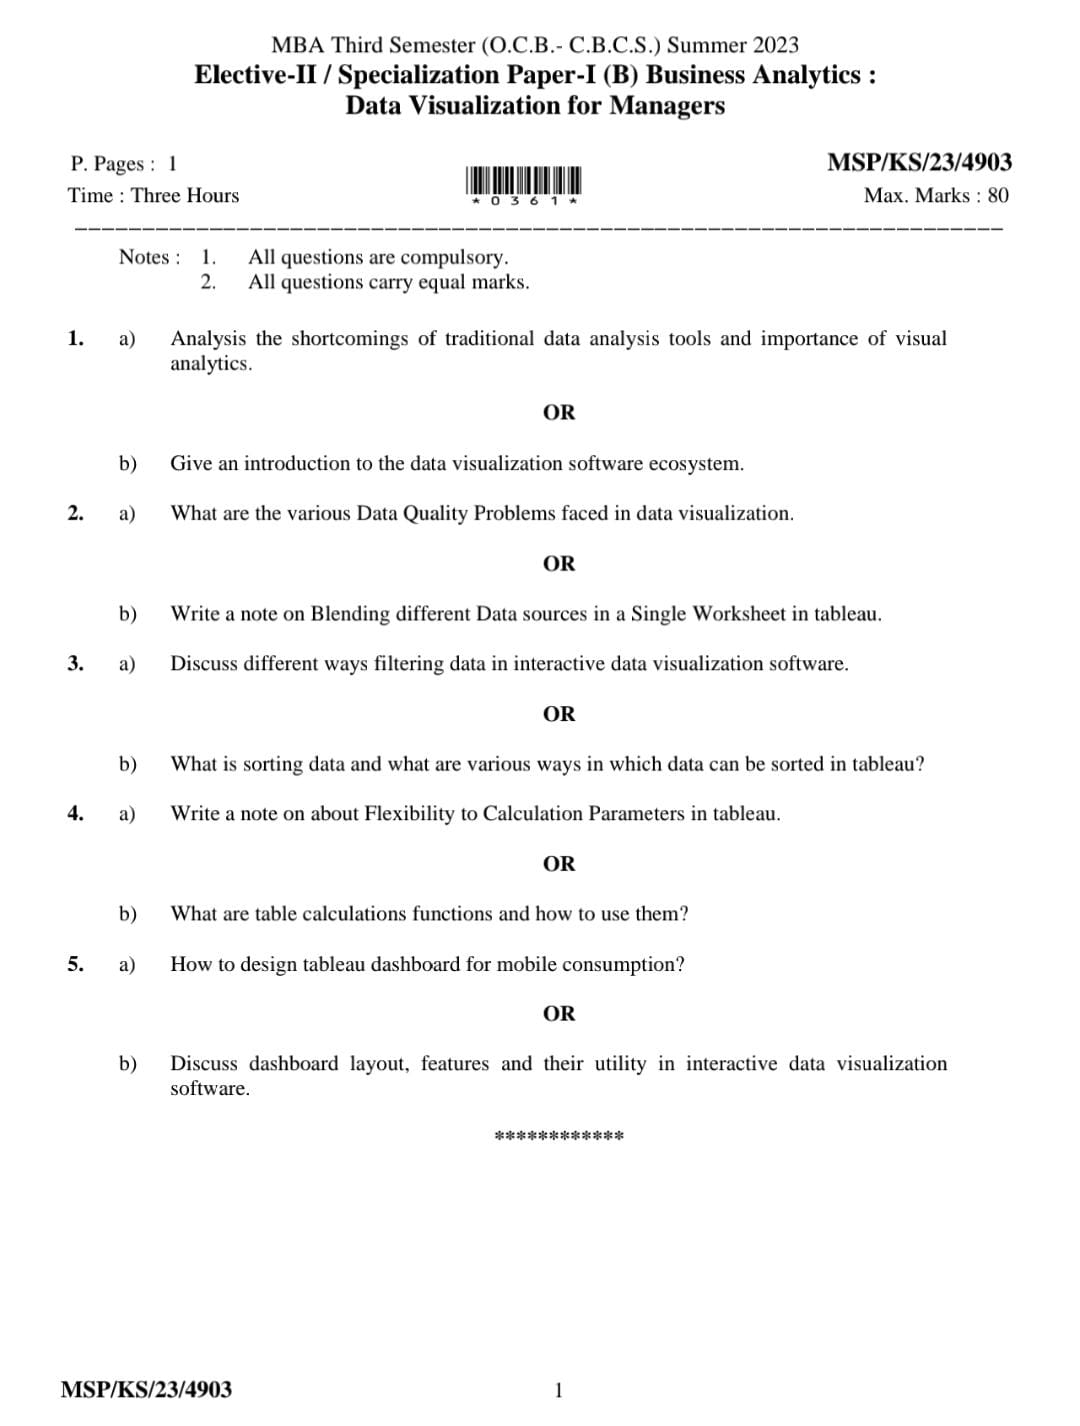 MBA Third Semester (O.C.B.- C.B.C.S.) Summer 2023
Elective-II / Specialization Paper-I (B) Business Analytics :
Data Visualization for Managers
P. Pages : 1
MSP/KS/23/4903
Time : Three Hours
* 0 3 6 1 *
Max. Marks : 80
Notes : 1. All questions are compulsory.
2. All questions carry equal marks.
1. a) Analysis the shortcomings of traditional data analysis tools and importance of visual
analytics.
OR
b) Give an introduction to the data visualization software ecosystem.
2. a) What are the various Data Quality Problems faced in data visualization.
OR
b) Write a note on Blending different Data sources in a Single Worksheet in tableau.
3. a) Discuss different ways filtering data in interactive data visualization software.
OR
b) What is sorting data and what are various ways in which data can be sorted in tableau?
4. a) Write a note on about Flexibility to Calculation Parameters in tableau.
OR
b) What are table calculations functions and how to use them?
5. a) How to design tableau dashboard for mobile consumption?
OR
b) Discuss dashboard layout, features and their utility in interactive data visualization
software.
************
MSP/KS/23/4903 1